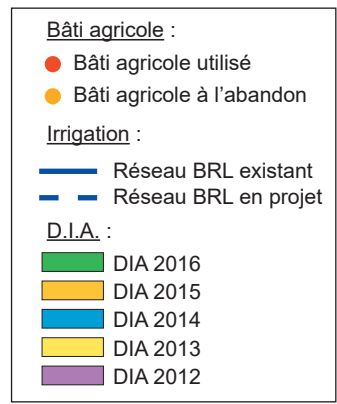 Bâti agricole :
Bâti agricole utilisé
Bâti agricole à l'abandon
Irrigation :
Réseau BRL existant
Réseau BRL en projet
D.I.A. :
DIA 2016
DIA 2015
DIA 2014
DIA 2013
DIA 2012